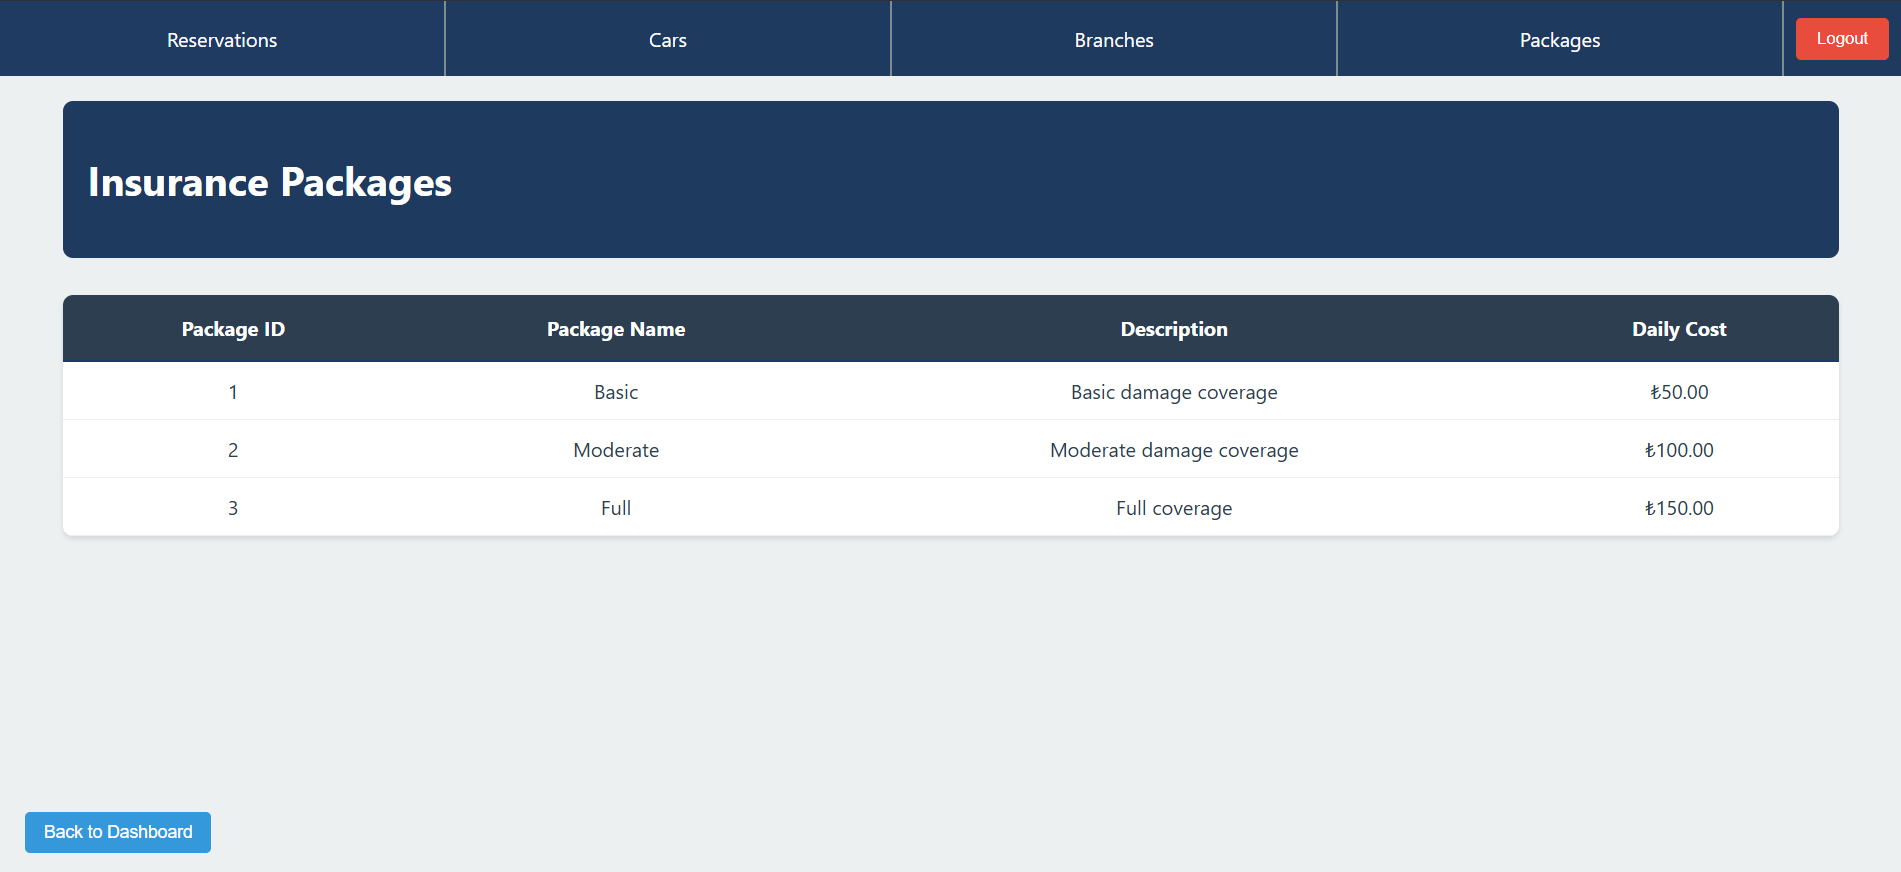 Reservations Cars Branches Packages Logout
Insurance Packages
Package ID Package Name Description Daily Cost
1 Basic Basic damage coverage ₺50.00
2 Moderate Moderate damage coverage ₺100.00
3 Full Full coverage ₺150.00
Back to Dashboard